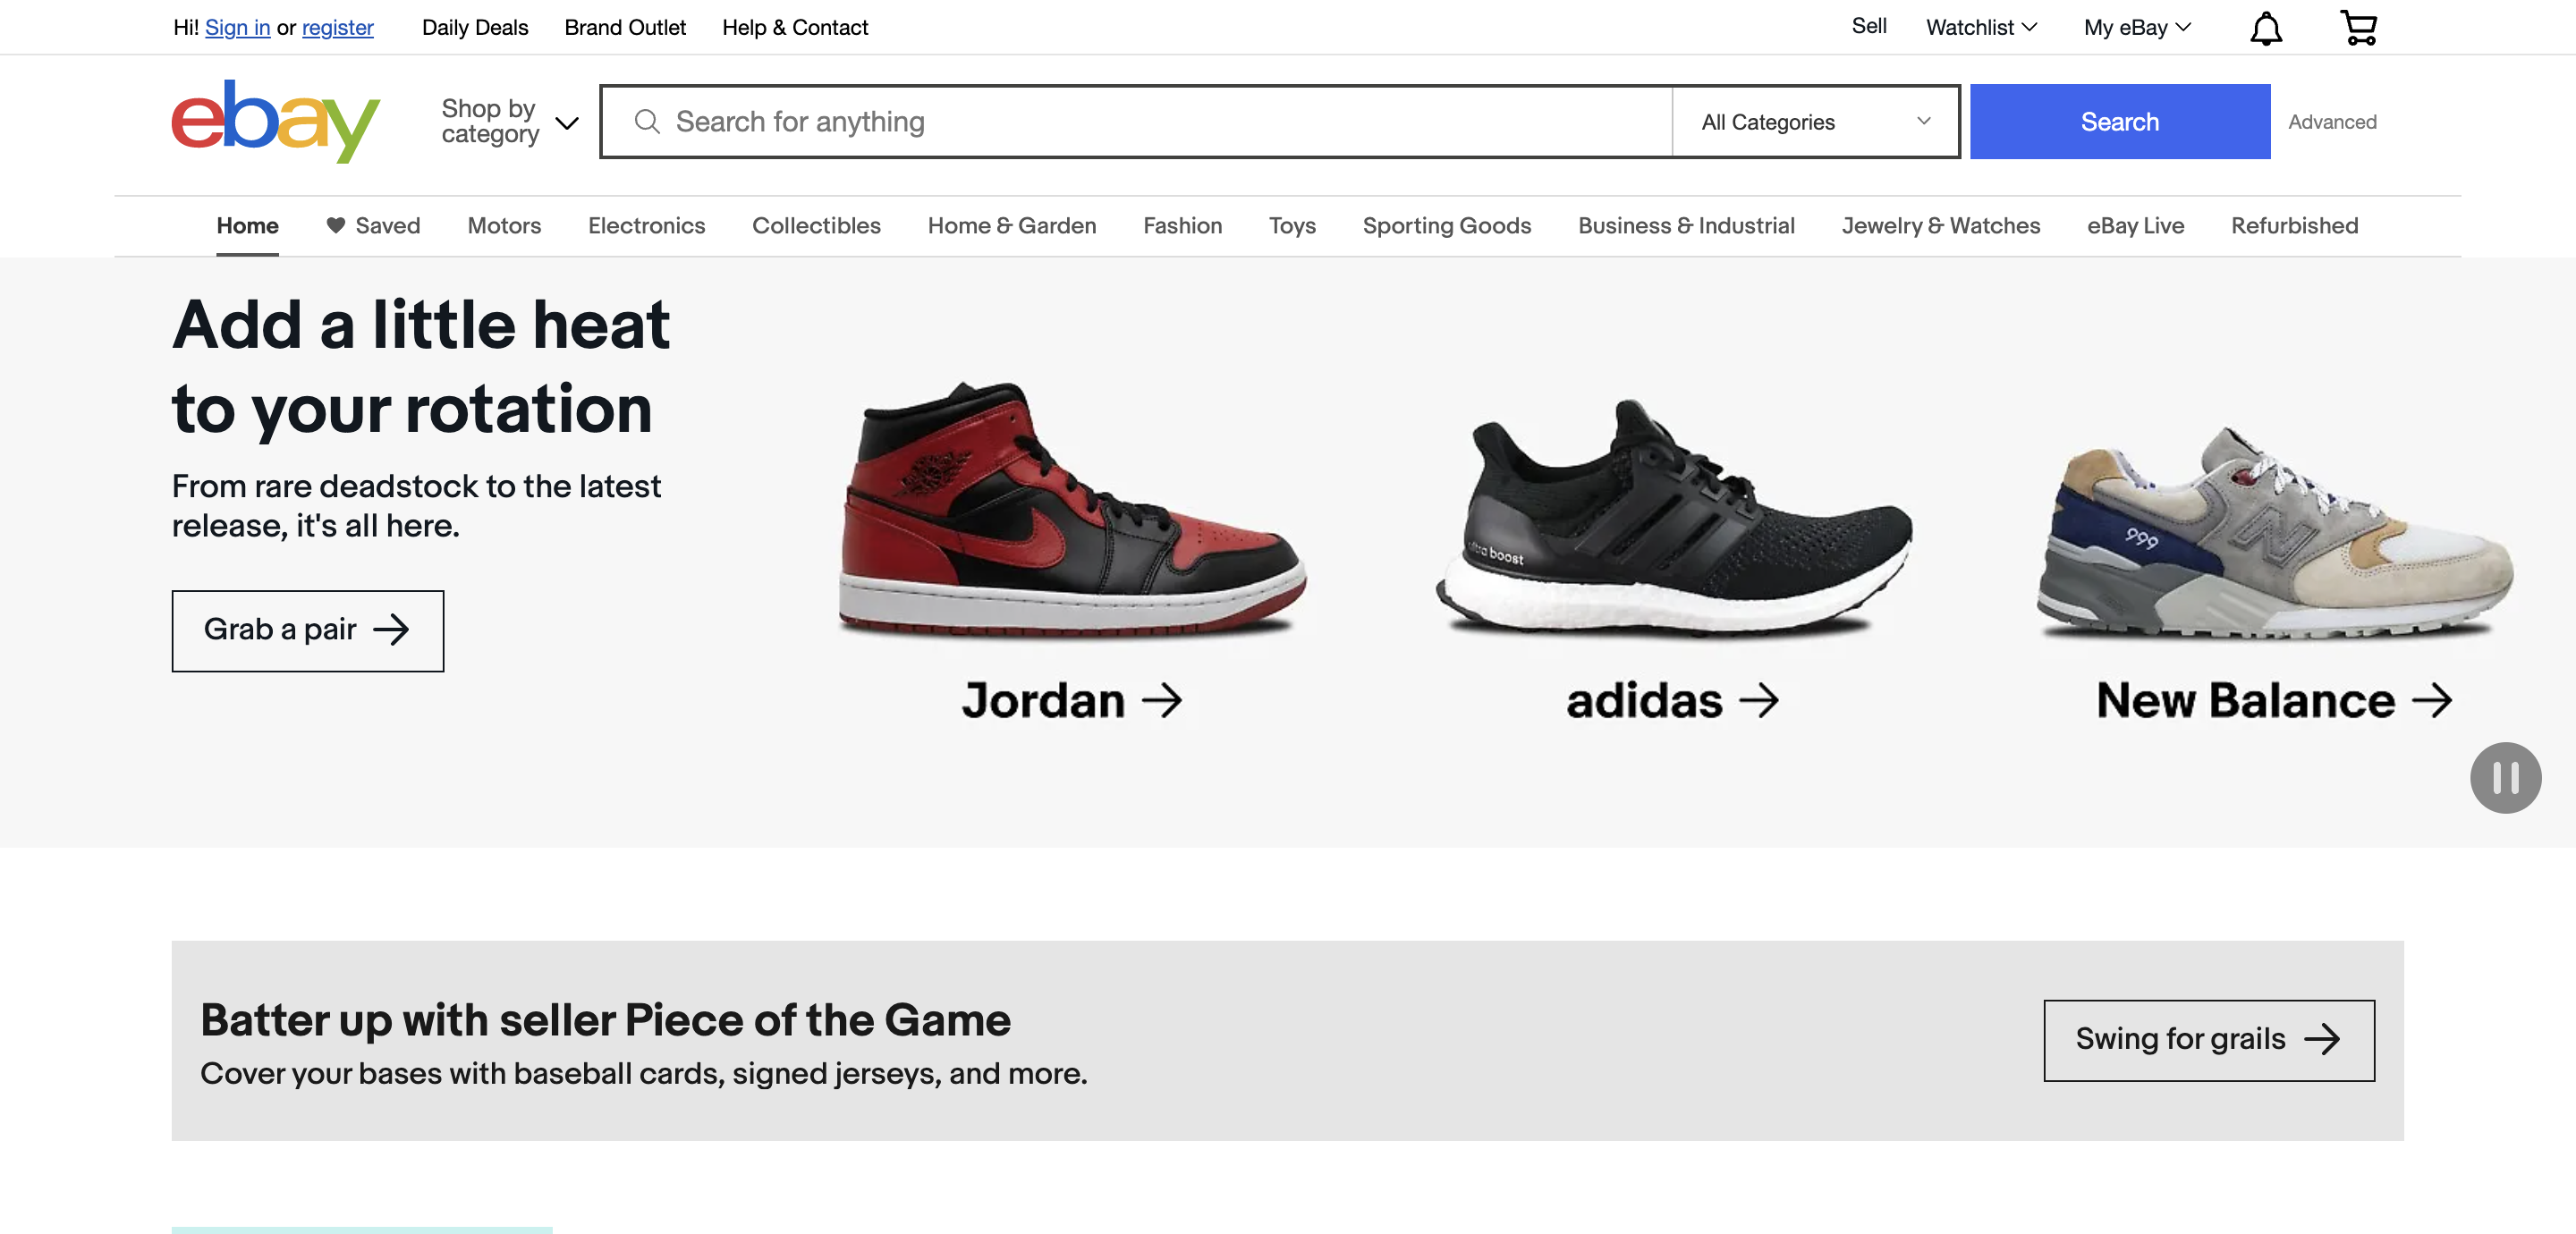 Hi! Sign in or register Daily Deals Brand Outlet Help & Contact Sell Watchlist My eBay
ebay Shop by category Search for anything All Categories Search Advanced
Home Saved Motors Electronics Collectibles Home & Garden Fashion Toys Sporting Goods Business & Industrial Jewelry & Watches eBay Live Refurbished
Add a little heat
to your rotation
From rare deadstock to the latest
release, it's all here.
Grab a pair
ultra boost
999
N
Jordan
adidas
New Balance
Batter up with seller Piece of the Game
Cover your bases with baseball cards, signed jerseys, and more.
Swing for grails